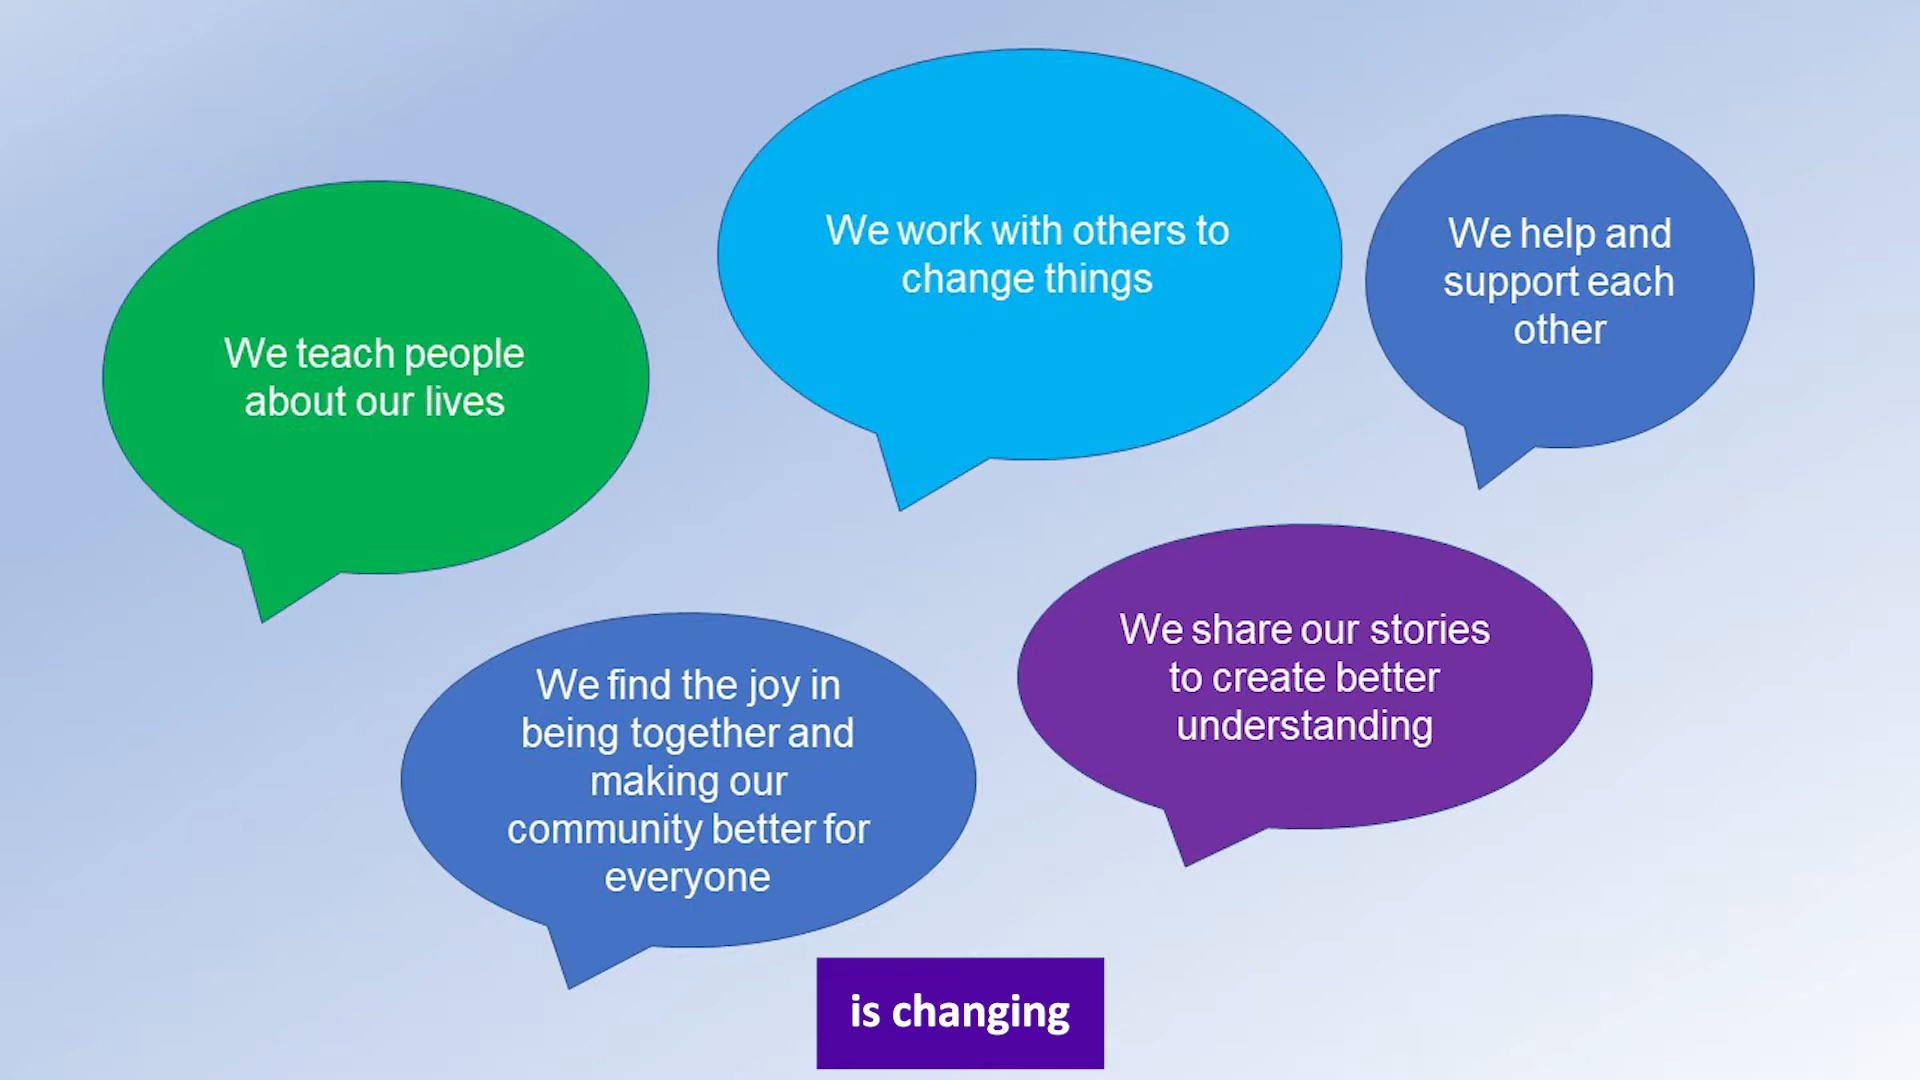 We teach people
about our lives
We work with others to
change things
We help and
support each
other
We find the joy in
being together and
making our
community better for
everyone
We share our stories
to create better
understanding
is changing